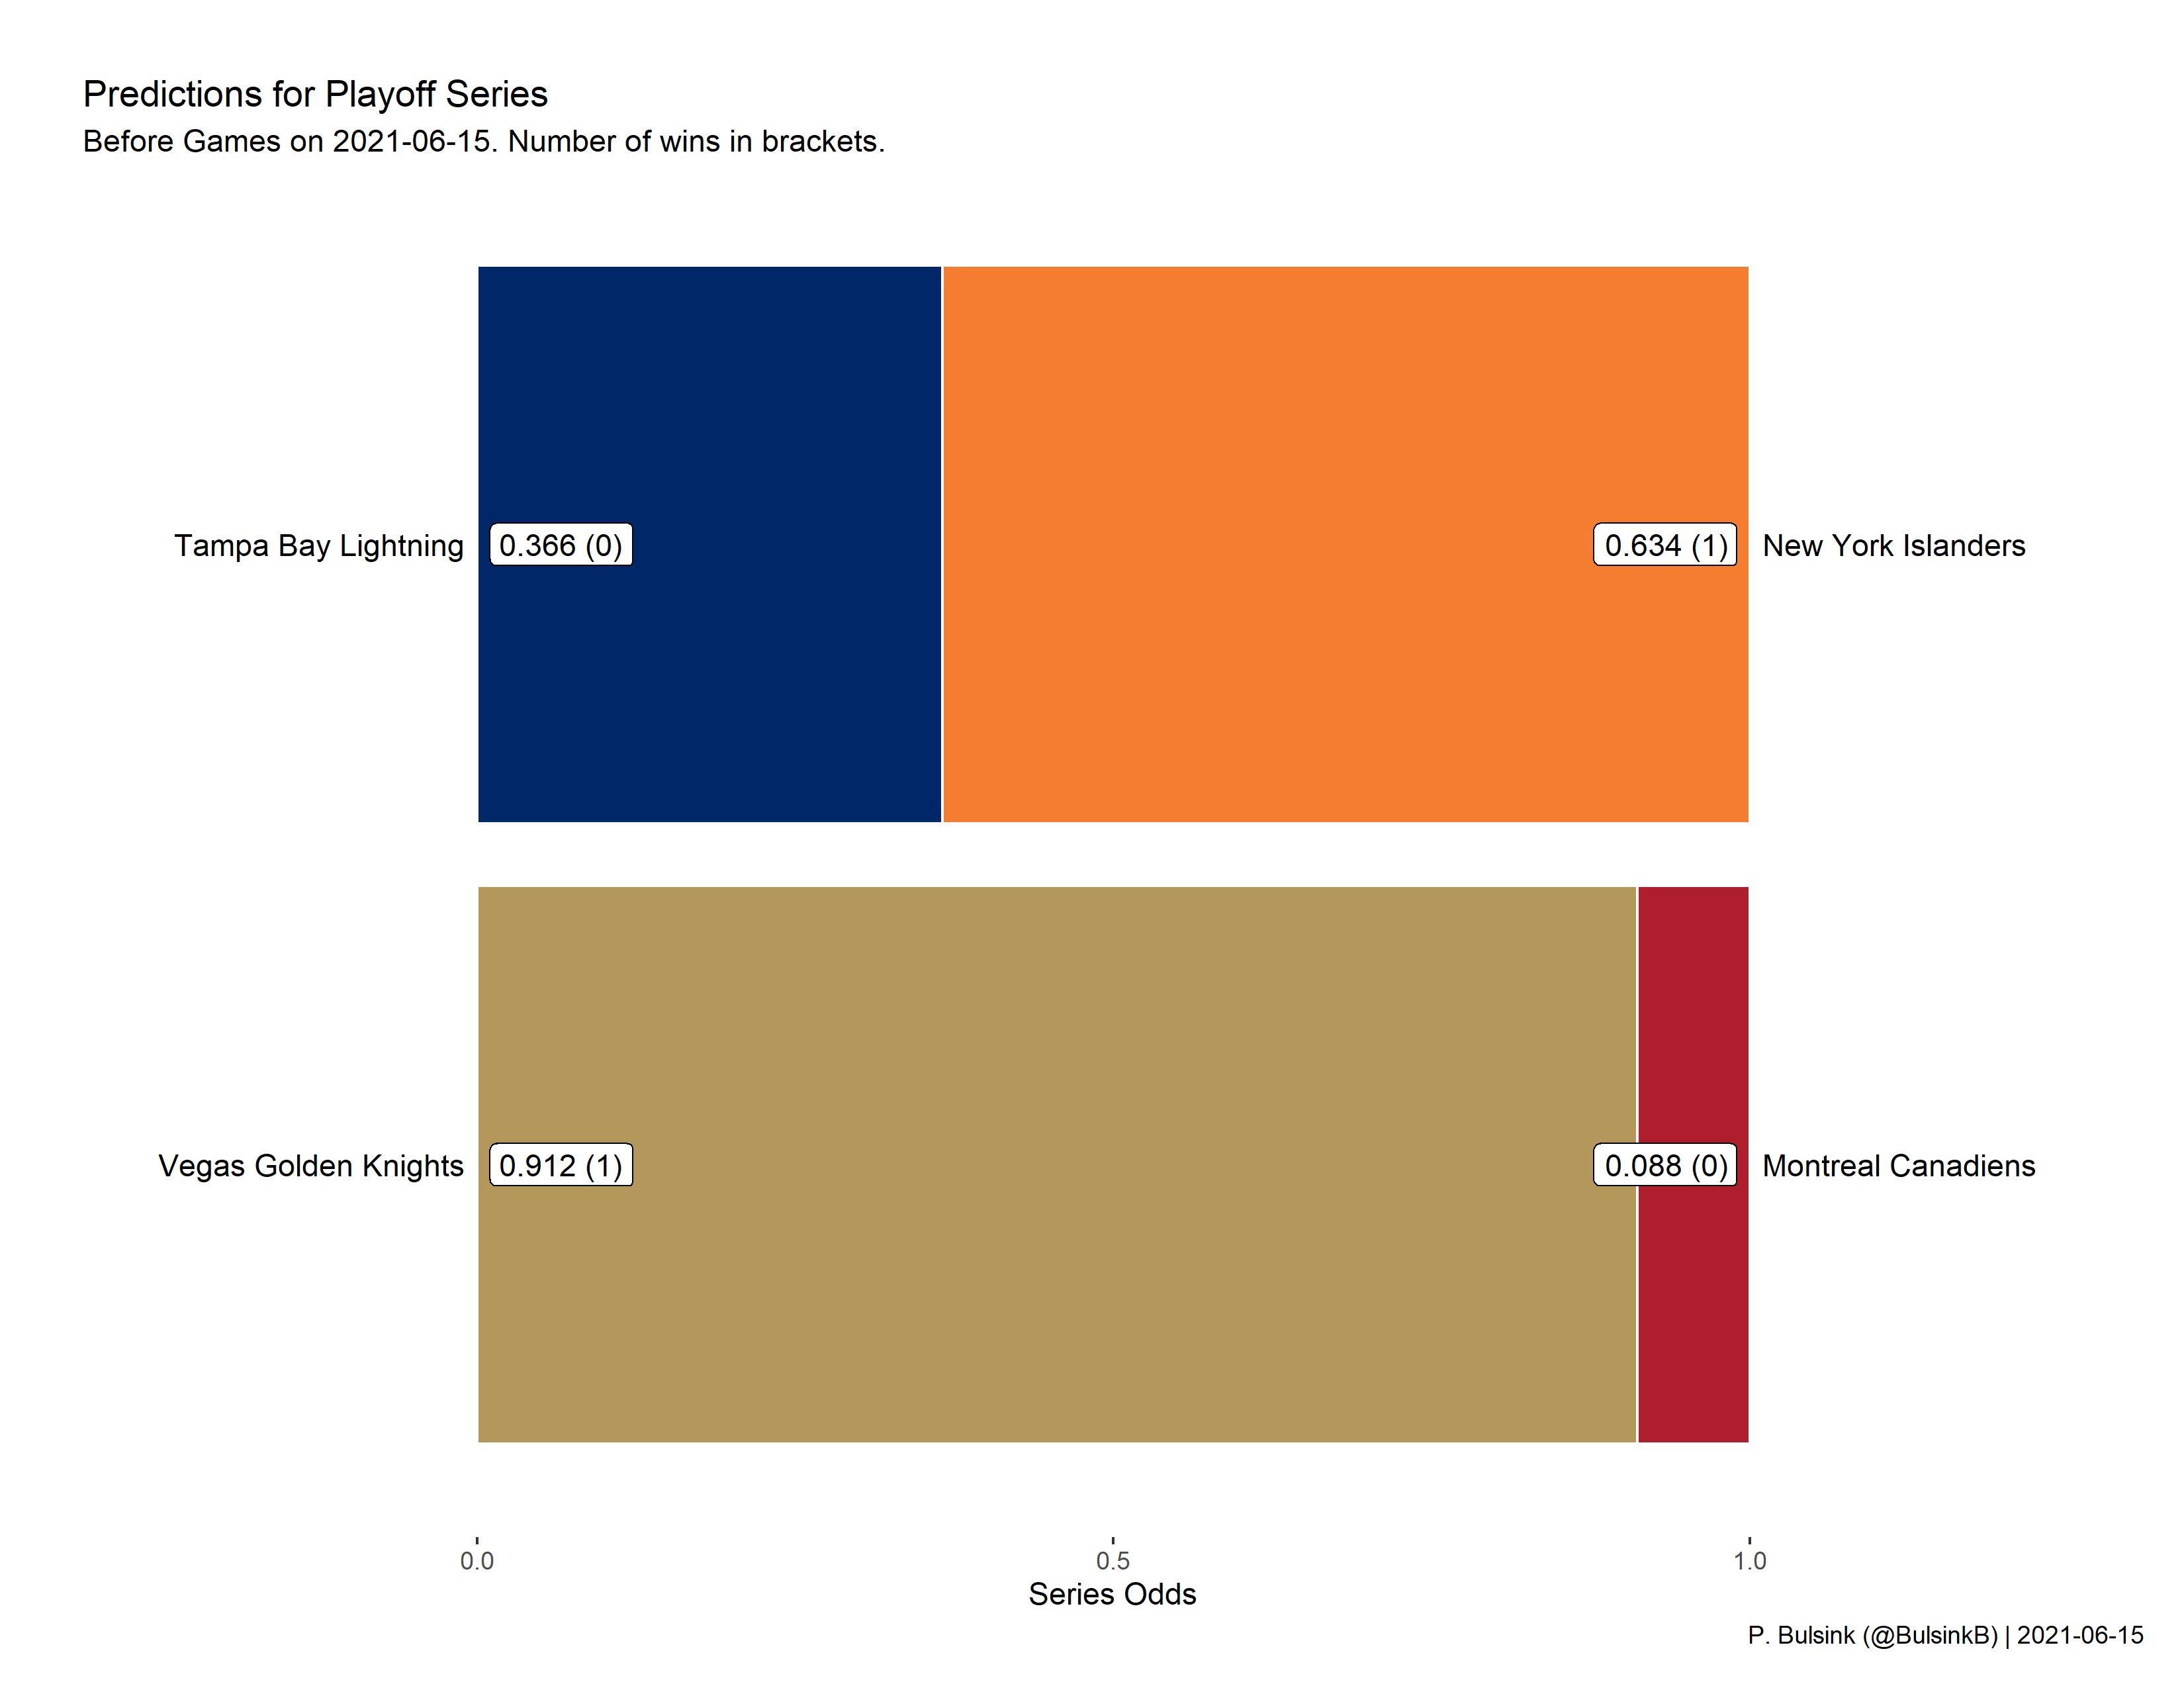 Predictions for Playoff Series
Before Games on 2021-06-15. Number of wins in brackets.
Tampa Bay Lightning 0.366 (0) 0.634 (1) New York Islanders
Vegas Golden Knights 0.912 (1) 0.088 (0) Montreal Canadiens
0.0 0.5 1.0
Series Odds
P. Bulsink (@BulsinkB) | 2021-06-15